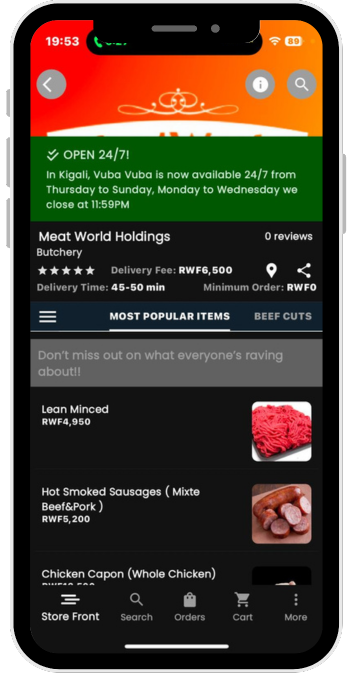 19:53
89
OPEN 24/7!
In Kigali, Vuba Vuba is now available 24/7 from
Thursday to Sunday, Monday to Wednesday we
close at 11:59PM
Meat World Holdings
0 reviews
Butchery
Delivery Fee: RWF6,500
Delivery Time: 45-50 min
Minimum Order: RWF0
MOST POPULAR ITEMS
BEEF CUTS
Don't miss out on what everyone's raving
about!!
Lean Minced
RWF4,950
Hot Smoked Sausages ( Mixte
Beef&Pork )
RWF5,200
Chicken Capon (Whole Chicken)
Store Front
Search
Orders
Cart
More